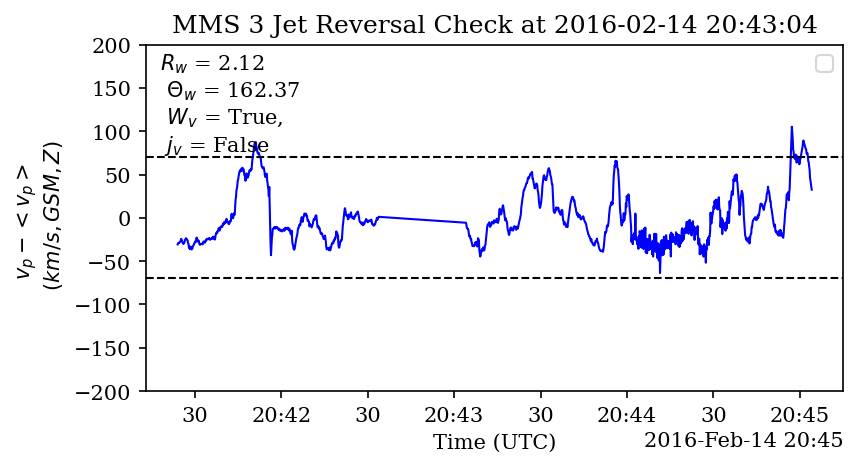 MMS 3 Jet Reversal Check at 2016-02-14 20:43:04
v_p − < v_p >
(km/s, GSM, Z)
200
150
100
50
0
−50
−100
−150
−200
R_w = 2.12
Θ_w = 162.37
W_v = True,
j_v = False
30 20:42 30 20:43 30 20:44 30 20:45
Time (UTC)
2016-Feb-14 20:45